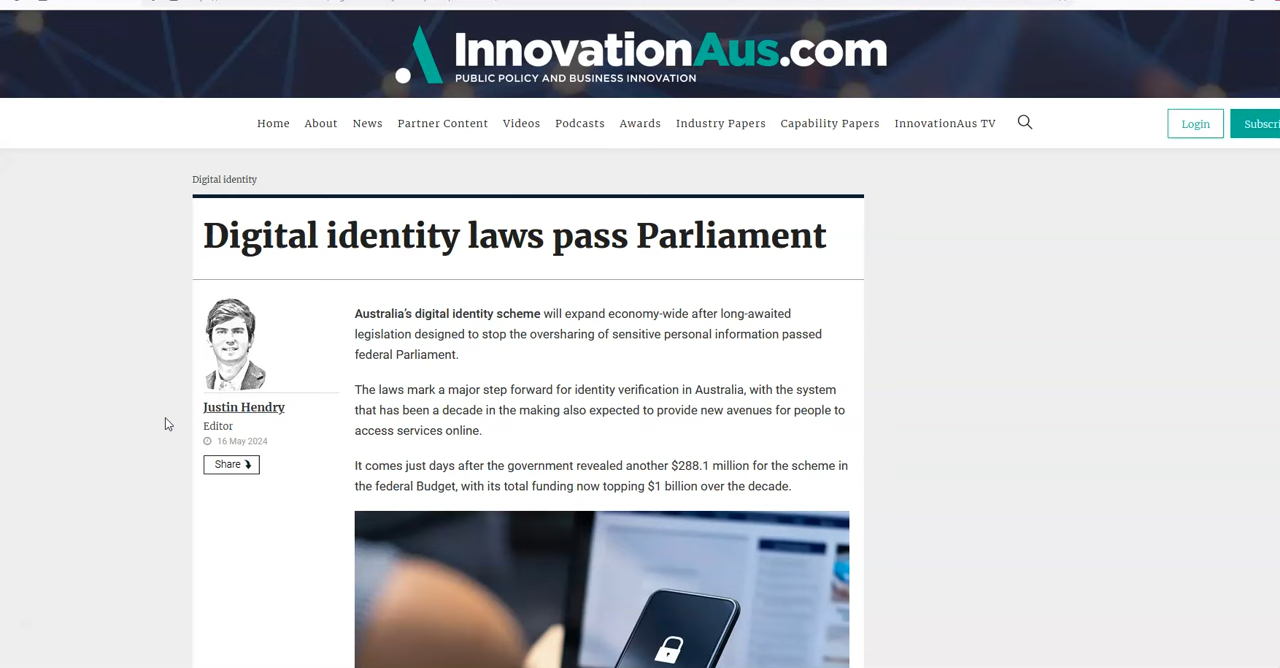 InnovationAus.com
PUBLIC POLICY AND BUSINESS INNOVATION
Home About News Partner Content Videos Podcasts Awards Industry Papers Capability Papers InnovationAus TV
Login
Digital identity
Digital identity laws pass Parliament
Justin Hendry
Editor
16 May 2024
Share
Australia’s digital identity scheme will expand economy-wide after long-awaited
legislation designed to stop the oversharing of sensitive personal information passed
federal Parliament.
The laws mark a major step forward for identity verification in Australia, with the system
that has been a decade in the making also expected to provide new avenues for people to
access services online.
It comes just days after the government revealed another $288.1 million for the scheme in
the federal Budget, with its total funding now topping $1 billion over the decade.